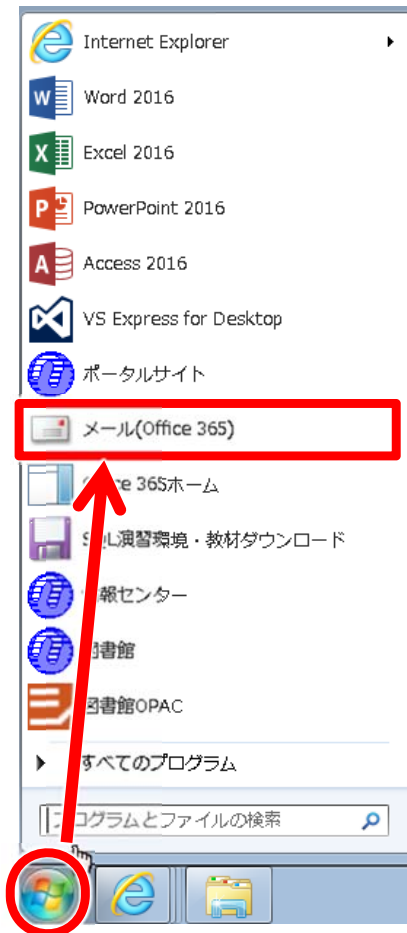 Internet Explorer
Word 2016
Excel 2016
PowerPoint 2016
Access 2016
VS Express for Desktop
ポータルサイト
メール(Office 365)
ce 365ホーム
L演習環境・教材ダウンロード
報センター
書館
図書館OPAC
すべてのプログラム
ログラムとファイルの検索